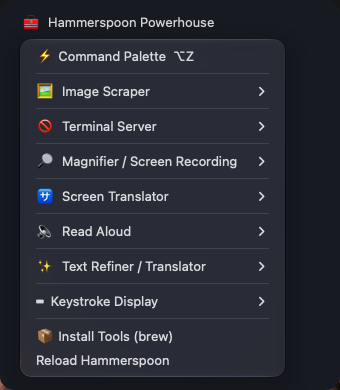 Hammerspoon Powerhouse
Command Palette ⌥Z
Image Scraper
Terminal Server
Magnifier / Screen Recording
サ Screen Translator
Read Aloud
Text Refiner / Translator
Keystroke Display
Install Tools (brew)
Reload Hammerspoon